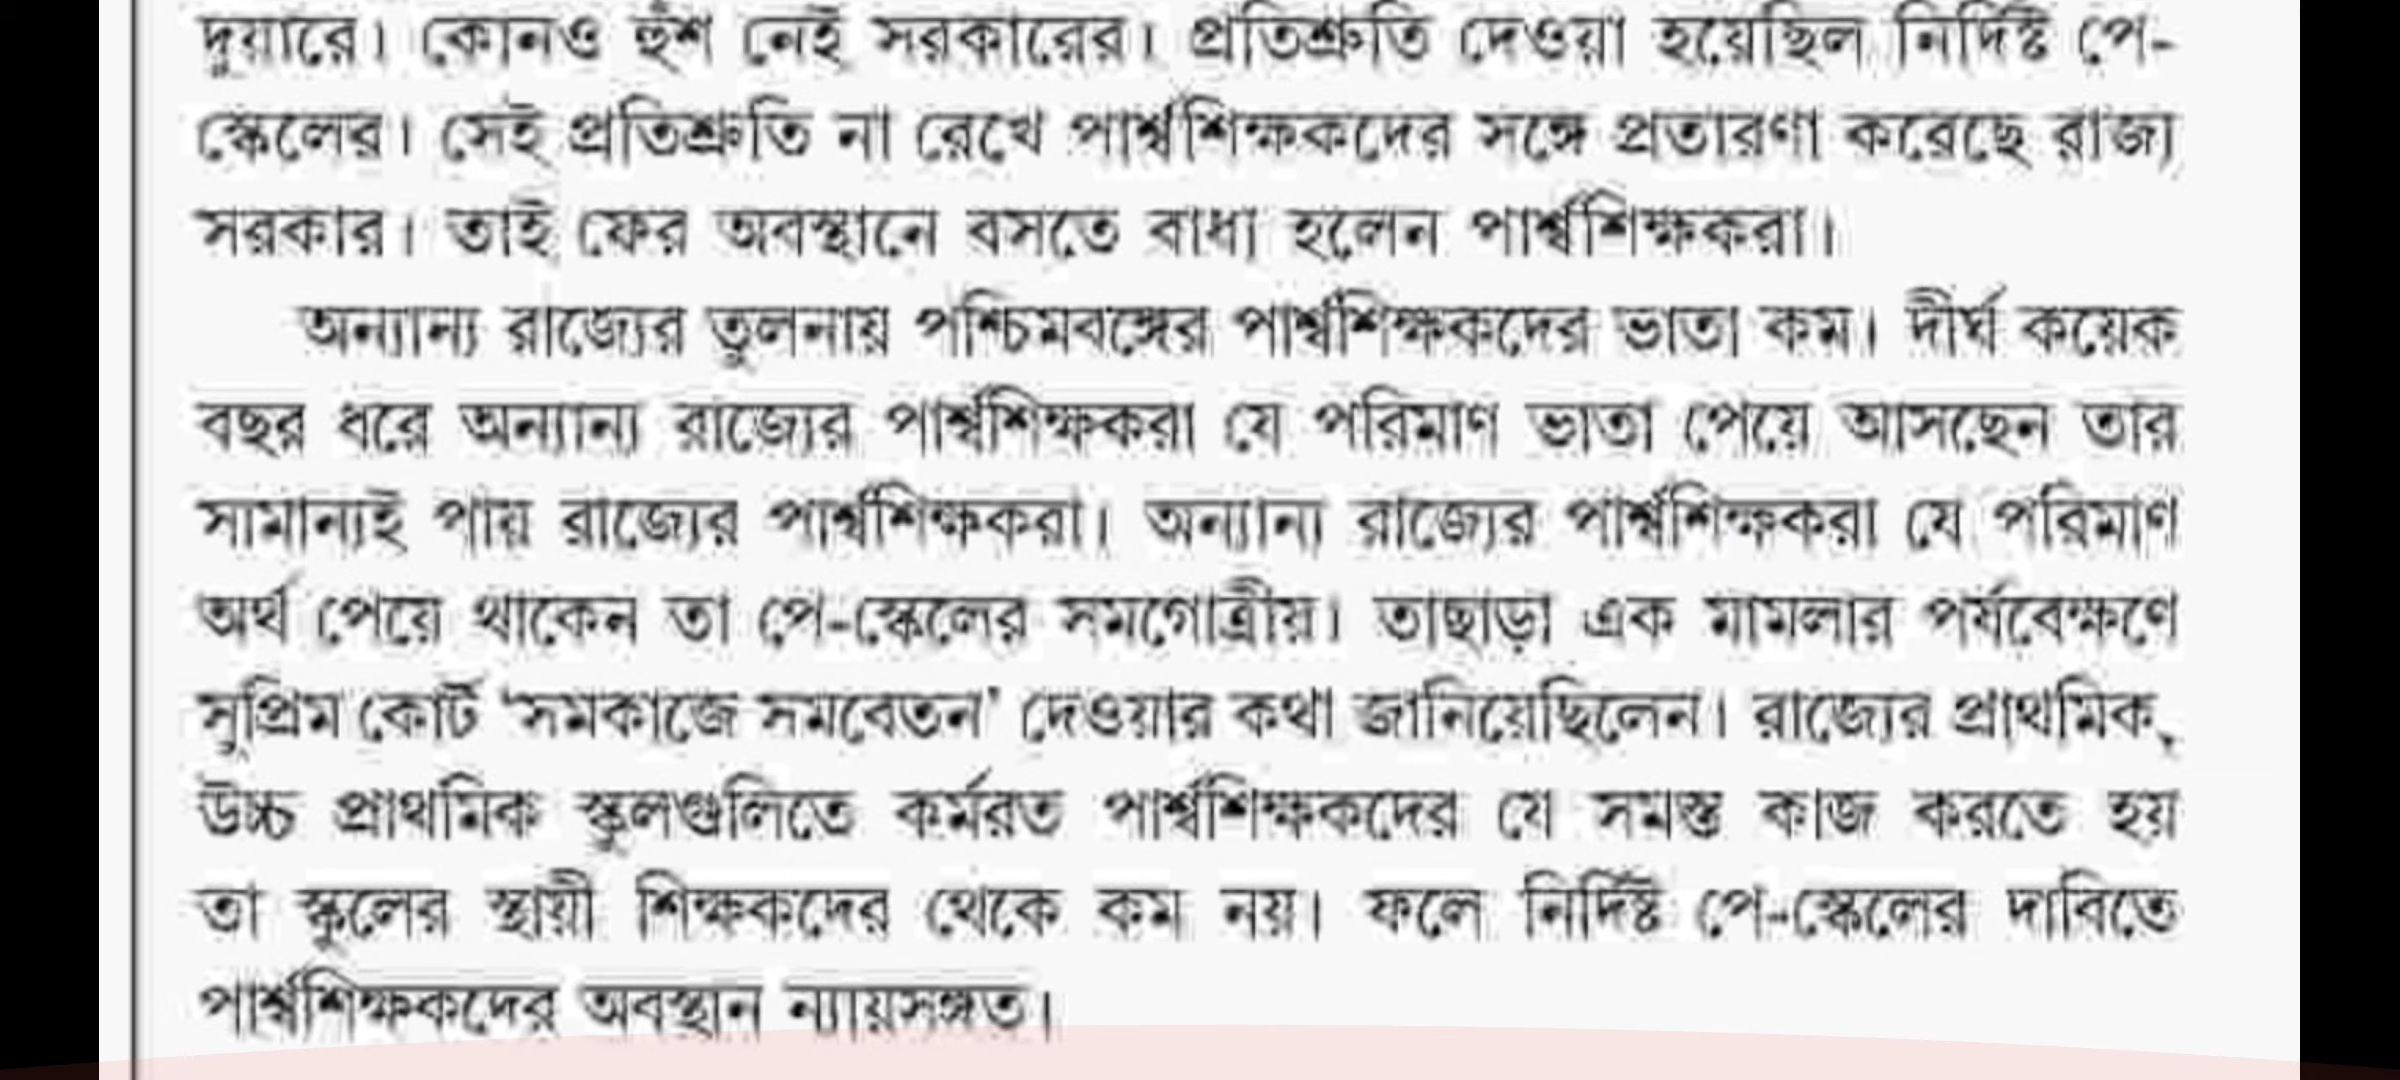 দুয়ারে। কোনও হুঁশ নেই সরকারের। প্রতিশ্রুতি দেওয়া হয়েছিল নির্দিষ্ট পে-
স্কেলের। সেই প্রতিশ্রুতি না রেখে পার্শ্বশিক্ষকদের সঙ্গে প্রতারণা করেছে রাজ্য
সরকার। তাই ফের অবস্থানে বসতে বাধ্য হলেন পার্শ্বশিক্ষকরা।
অন্যান্য রাজ্যের তুলনায় পশ্চিমবঙ্গের পার্শ্বশিক্ষকদের ভাতা কম। দীর্ঘ কয়েক
বছর ধরে অন্যান্য রাজ্যের পার্শ্বশিক্ষকরা যে পরিমাণ ভাতা পেয়ে আসছেন তার
সামান্যই পায় রাজ্যের পার্শ্বশিক্ষকরা। অন্যান্য রাজ্যের পার্শ্বশিক্ষকরা যে পরিমাণ
অর্থ পেয়ে থাকেন তা পে-স্কেলের সমগোত্রীয়। তাছাড়া এক মামলার পর্যবেক্ষণে
সুপ্রিম কোর্ট ‘সমকাজে সমবেতন’ দেওয়ার কথা জানিয়েছিলেন। রাজ্যের প্রাথমিক,
উচ্চ প্রাথমিক স্কুলগুলিতে কর্মরত পার্শ্বশিক্ষকদের যে সমস্ত কাজ করতে হয়
তা স্কুলের স্থায়ী শিক্ষকদের থেকে কম নয়। ফলে নির্দিষ্ট পে-স্কেলের দাবিতে
পার্শ্বশিক্ষকদের অবস্থান ন্যায়সঙ্গত।